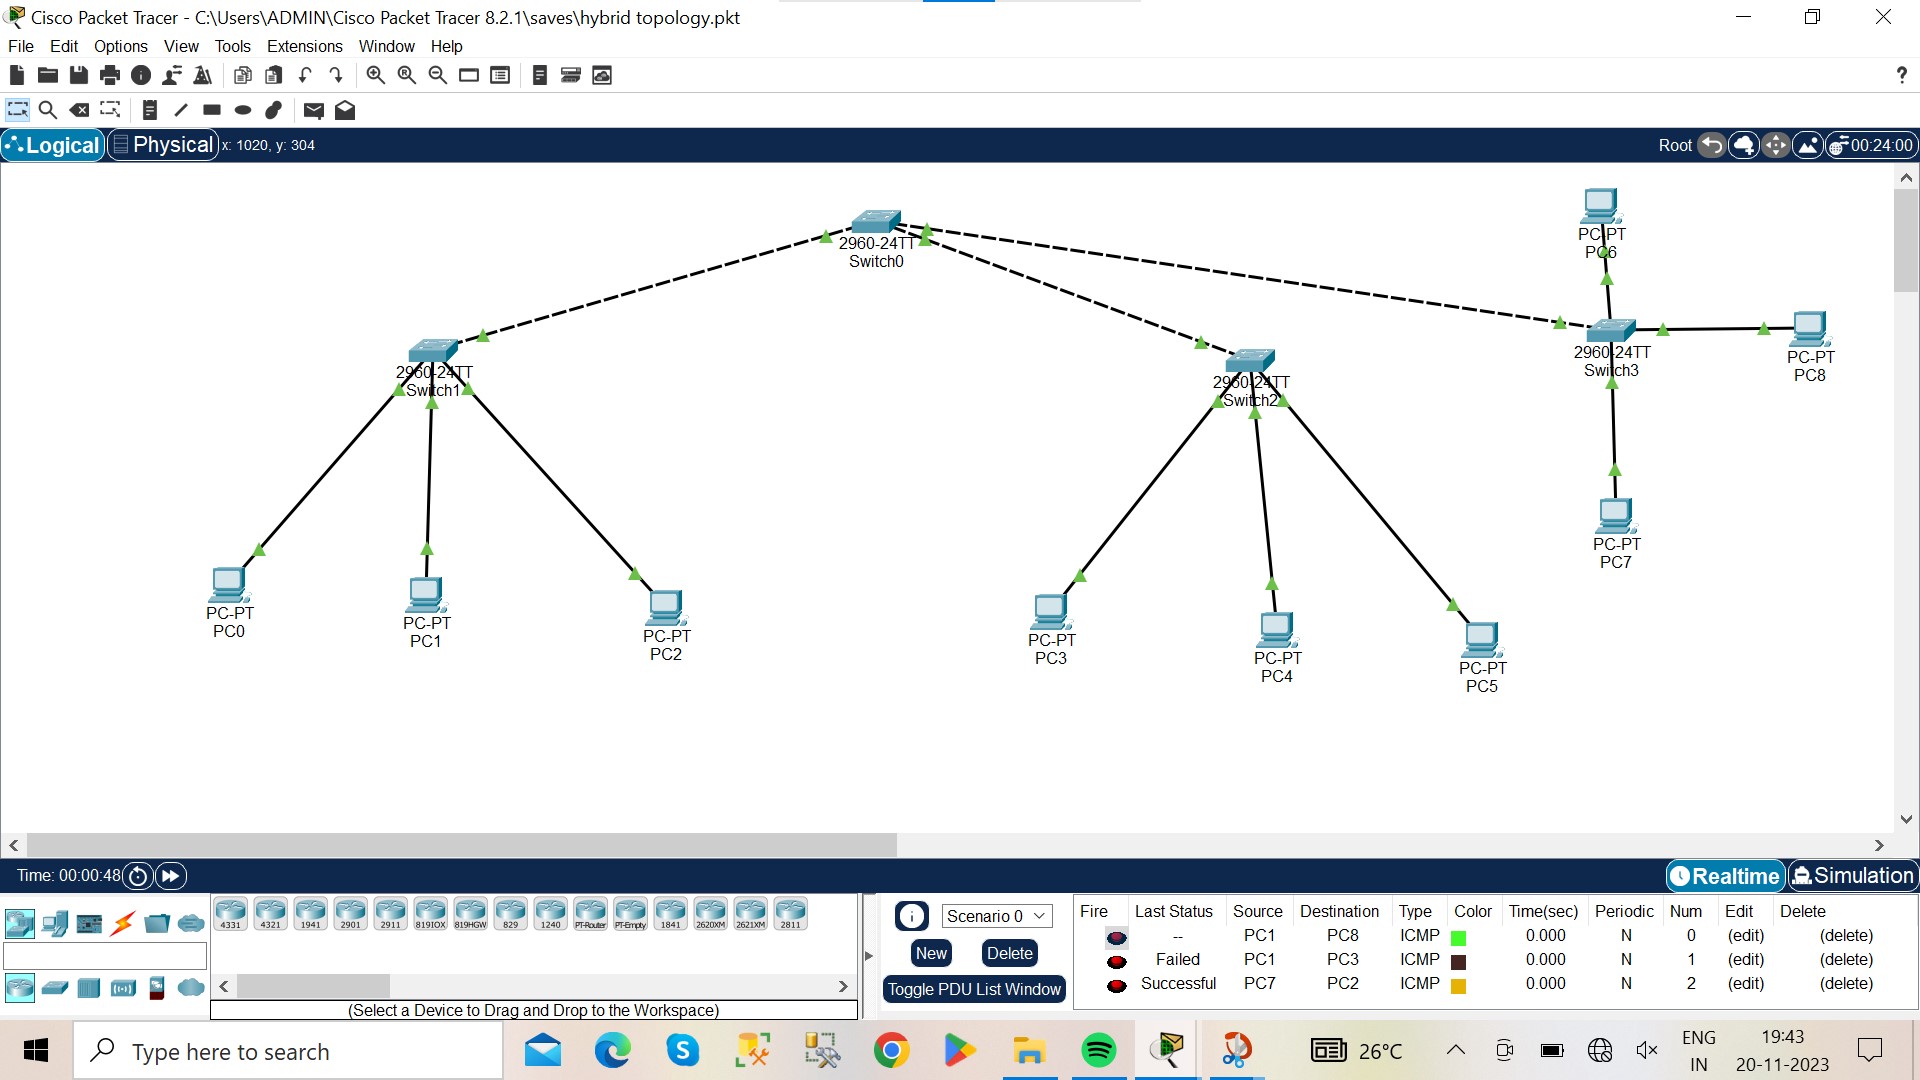 Cisco Packet Tracer - C:\Users\ADMIN\Cisco Packet Tracer 8.2.1\saves\hybrid topology.pkt
File Edit Options View Tools Extensions Window Help
?
Logical Physical x: 1020, y: 304 Root 00:24:00
2960-24TT
Switch0
PC-PT
PC6
2960-24TT
Switch1
2960-24TT
Switch2
2960-24TT
Switch3
PC-PT
PC8
PC-PT
PC7
PC-PT
PC0
PC-PT
PC1
PC-PT
PC2
PC-PT
PC3
PC-PT
PC4
PC-PT
PC5
Time: 00:00:48 Realtime Simulation
4331 4321 1941 2901 2911 819IOX 819HGW 829 1240 PT-Router PT-Empty 1841 2620XM 2621XM 2811
(Select a Device to Drag and Drop to the Workspace)
Scenario 0
New Delete
Toggle PDU List Window
Fire Last Status Source Destination Type Color Time(sec) Periodic Num Edit Delete
-- PC1 PC8 ICMP 0.000 N 0 (edit) (delete)
Failed PC1 PC3 ICMP 0.000 N 1 (edit) (delete)
Successful PC7 PC2 ICMP 0.000 N 2 (edit) (delete)
Type here to search
26°C
ENG
IN
19:43
20-11-2023